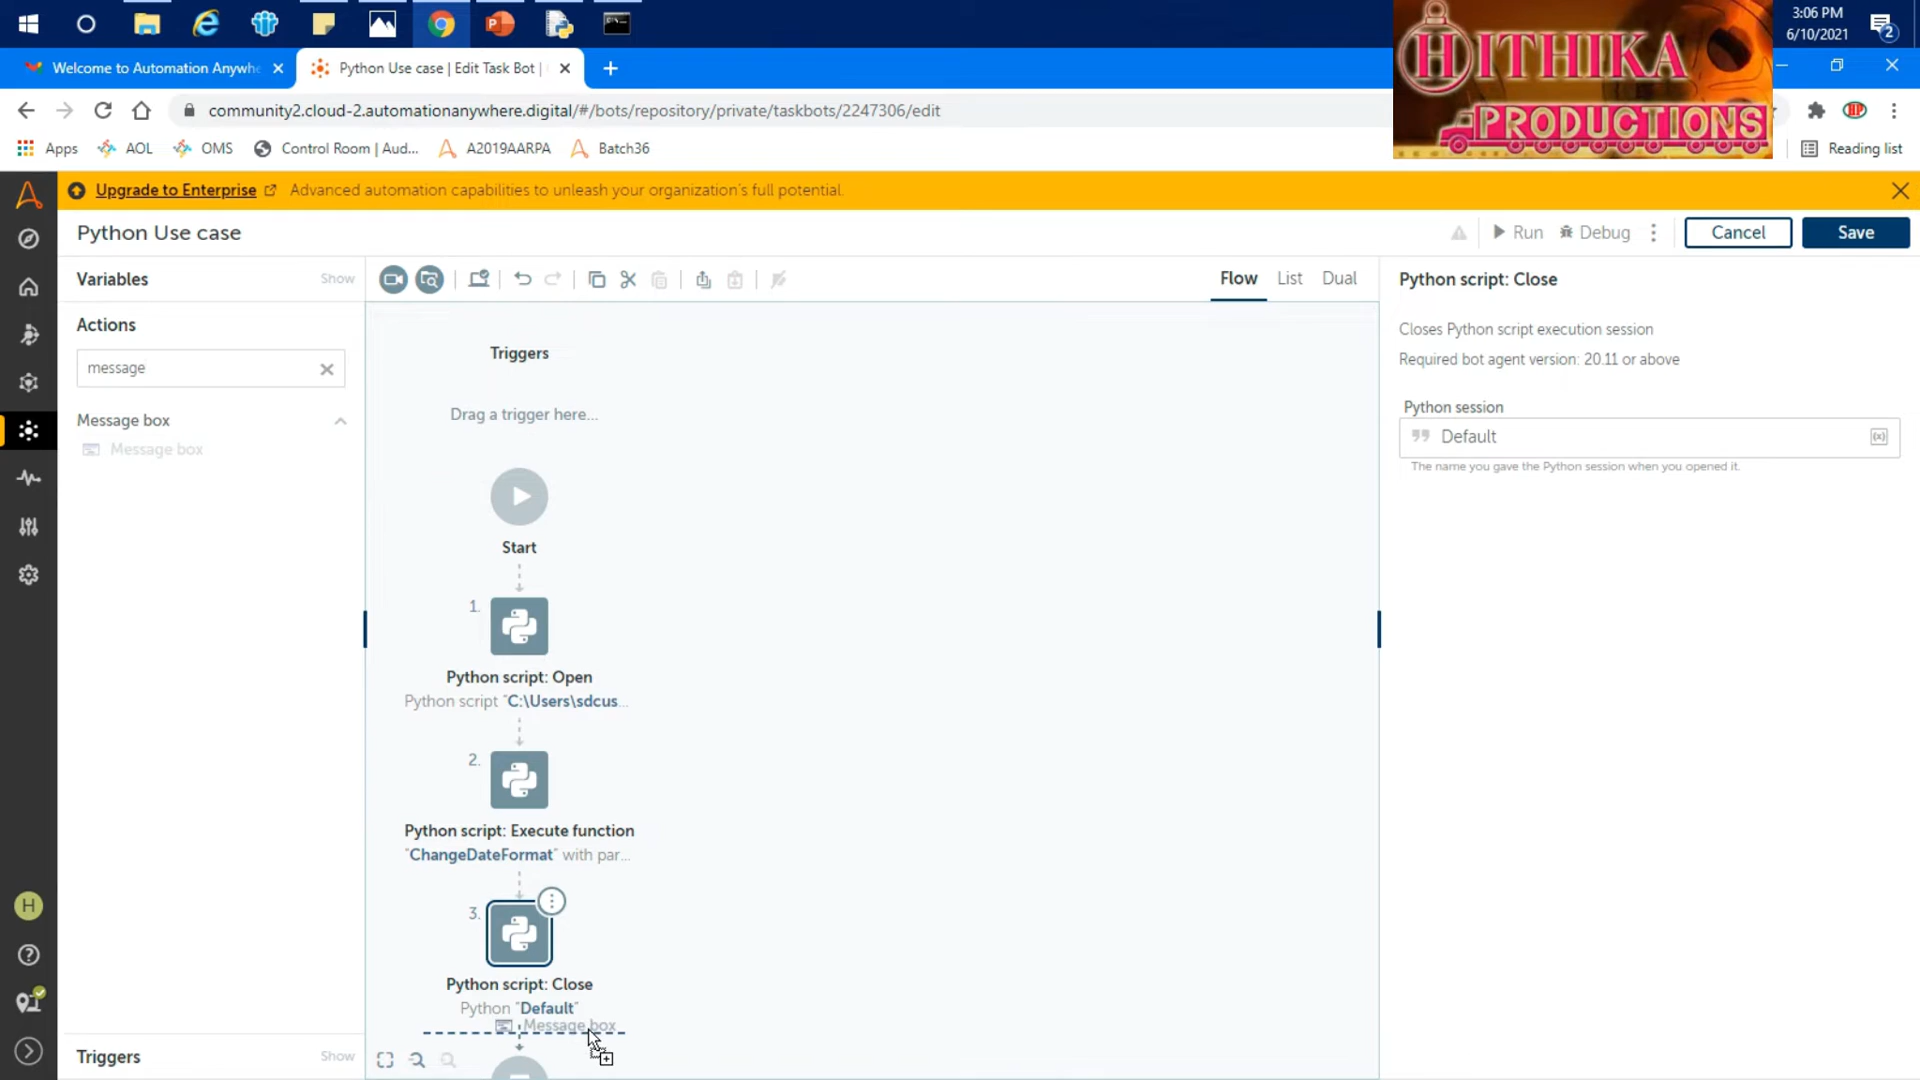 3:06 PM
6/10/2021
2
HITHIKA
PRODUCTIONS
Welcome to Automation Anywhe
Python Use case | Edit Task Bot |
community2.cloud-2.automationanywhere.digital/#/bots/repository/private/taskbots/2247306/edit
Apps
AOL
OMS
Control Room | Aud...
A2019AARPA
Batch36
Reading list
Upgrade to Enterprise
Advanced automation capabilities to unleash your organization's full potential.
Python Use case
Run
Debug
Cancel
Save
Variables
Show
Flow
List
Dual
Python script: Close
Actions
message
Message box
Message box
Triggers
Drag a trigger here...
Start
1.
Python script: Open
Python script "C:\Users\sdcus...
2.
Python script: Execute function
"ChangeDateFormat" with par...
3.
Python script: Close
Python "Default"
Message box
Closes Python script execution session
Required bot agent version: 20.11 or above
Python session
Default
The name you gave the Python session when you opened it.
H
Triggers
Show